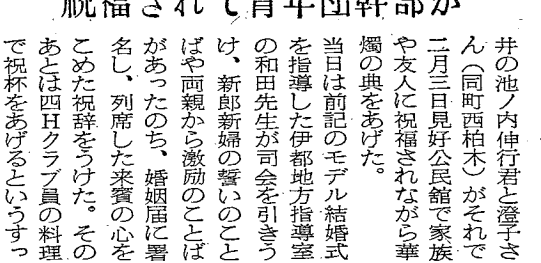 祝福されて青年団幹部が
井の池ノ内伸行君と澄子さ
ん（同町西柏木）がそれで
二月三日見好公民館で家族
や友人に祝福されながら華
燭の典をあげた。
当日は前記のモデル結婚式
を指導した伊都地方指導室
の和田先生が司会を引きう
け、新郎新婦の誓いのこと
ばや両親から激励のことば
があったのち、婚姻届に署
名し、列席した来賓の心を
こめた祝辞をうけた。その
あとは四Hクラブ員の料理
で祝杯をあげるというすっ